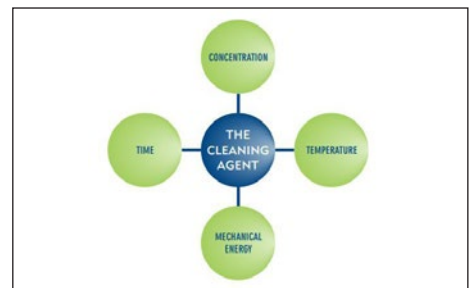 CONCENTRATION
TIME
THE
CLEANING
AGENT
TEMPERATURE
MECHANICAL
ENERGY